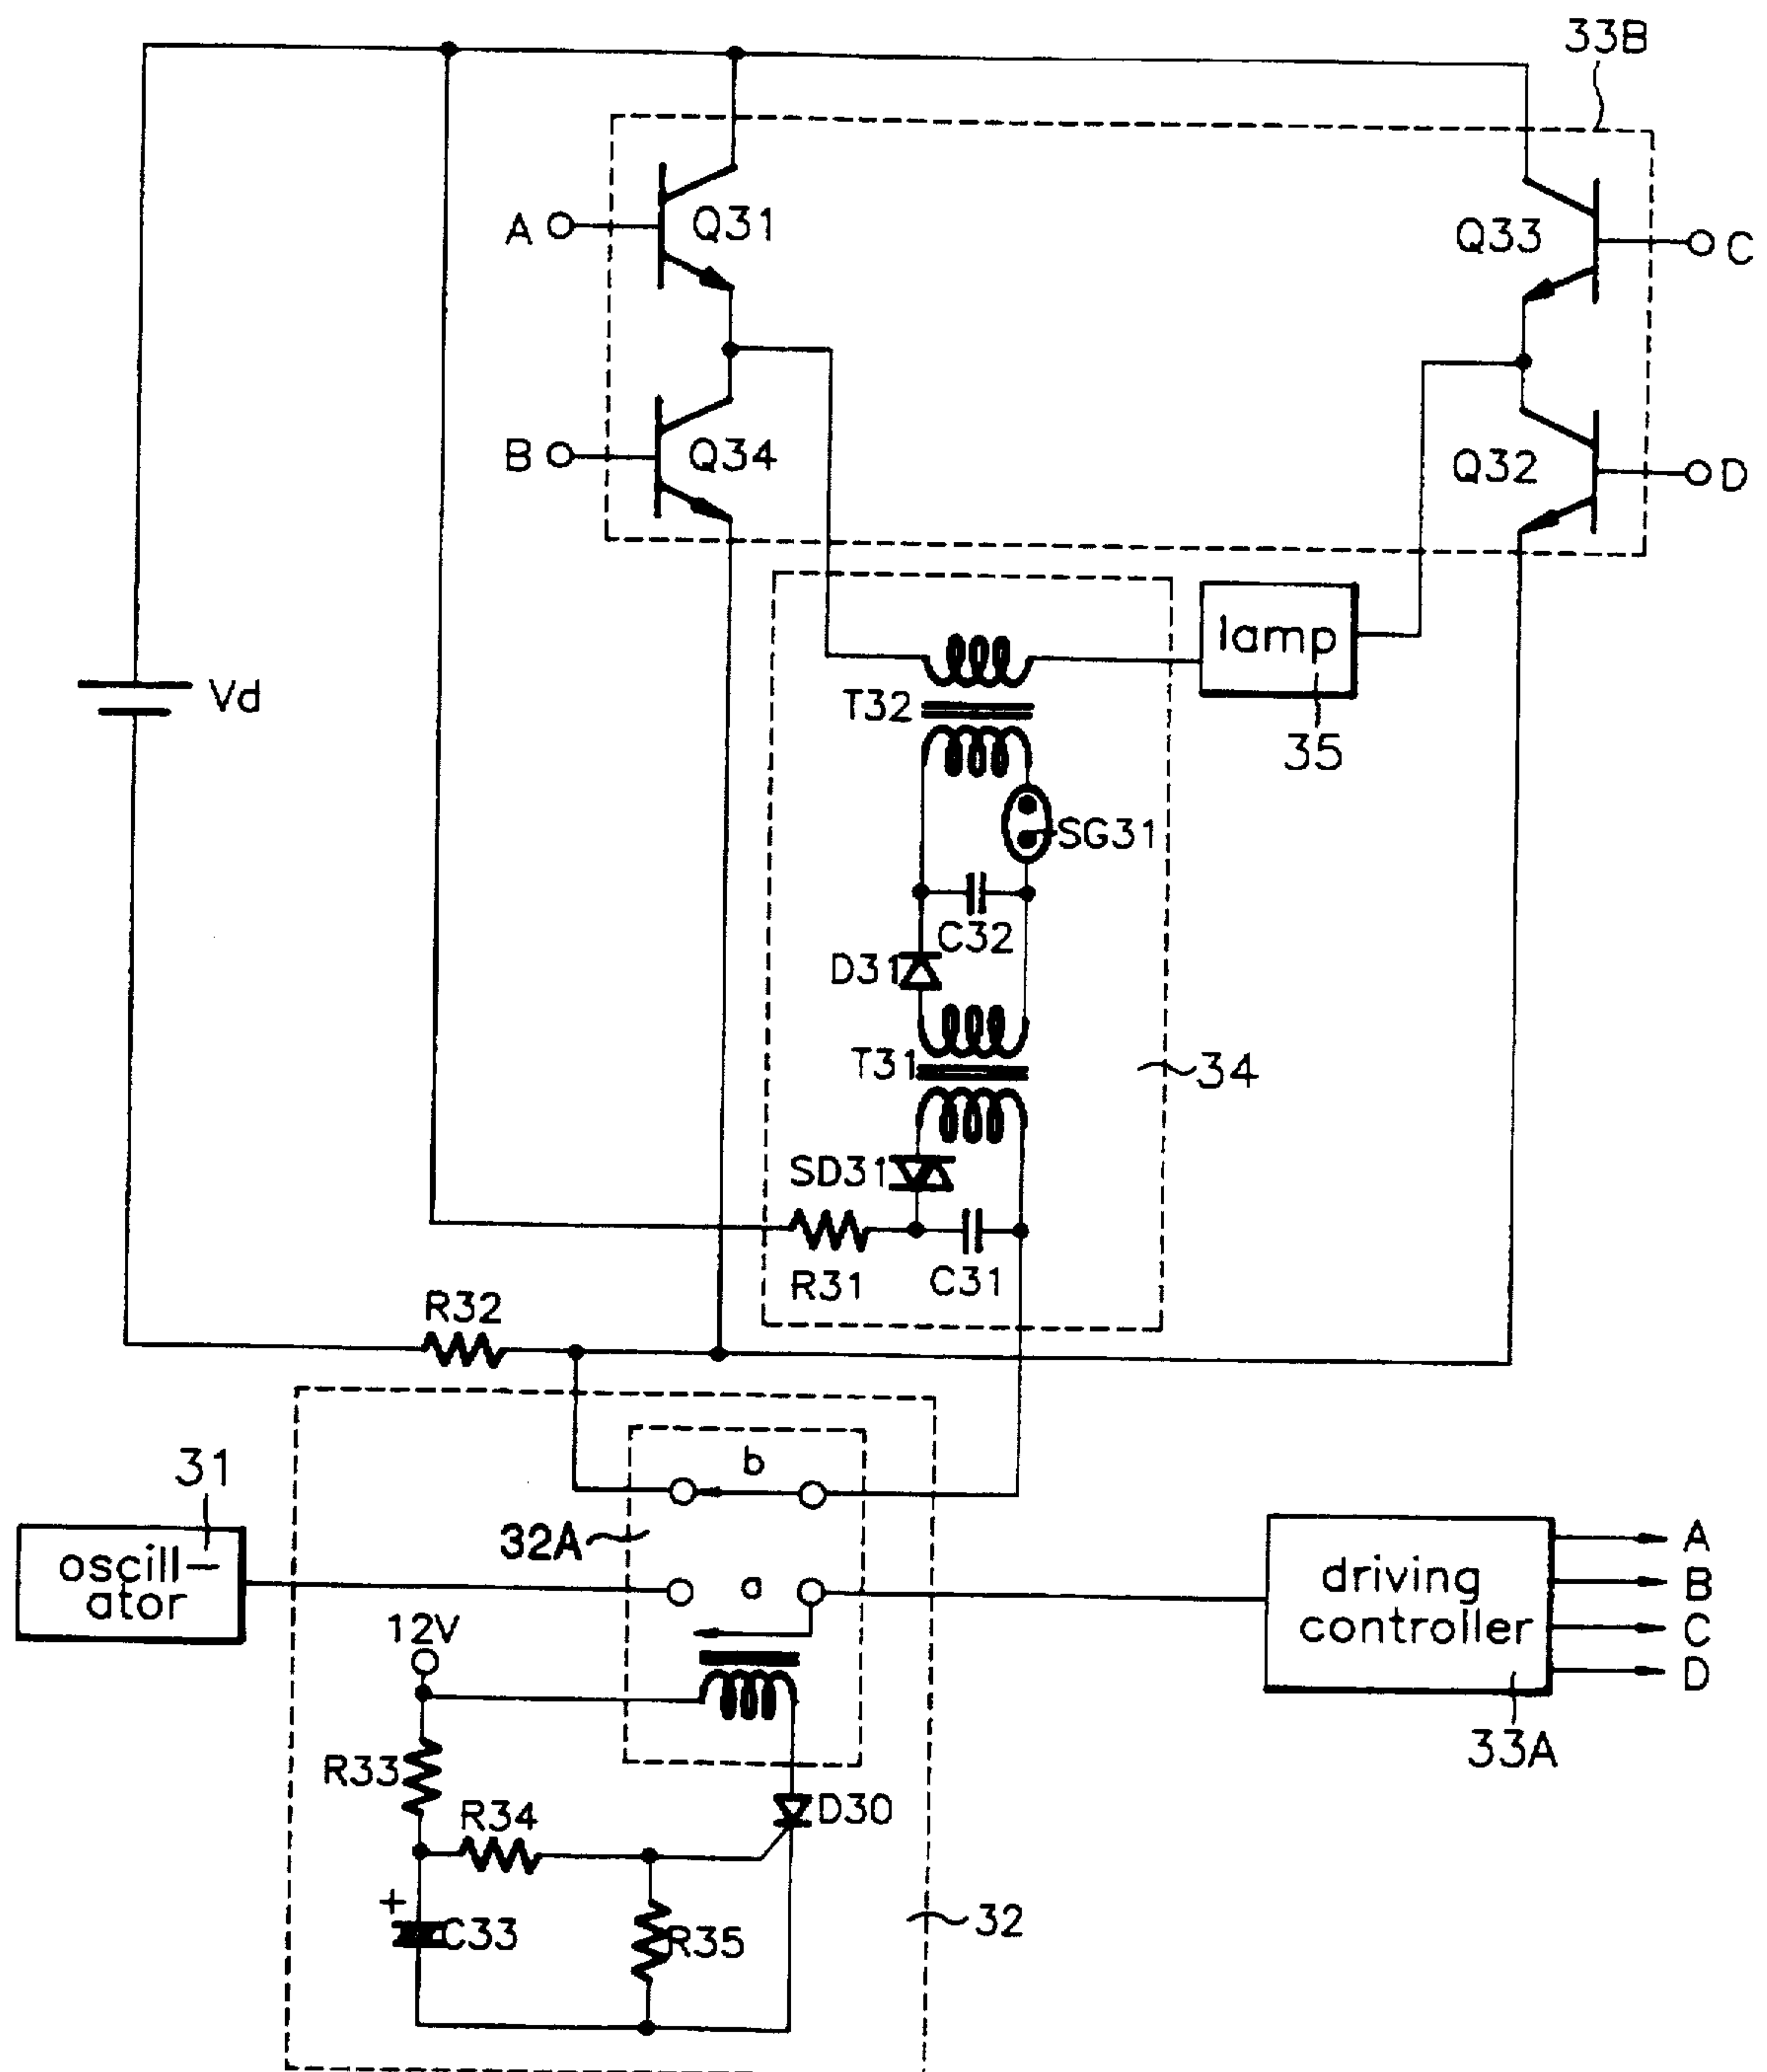 33B
A
Q31
Q33
C
B
Q34
Q32
D
lamp
Vd
T32
35
SG31
C32
D31
T31
34
SD31
R31
C31
R32
31
b
32A
oscill-
ator
a
driving
controller
A
B
C
D
12V
33A
R33
R34
D30
+
C33
R35
32